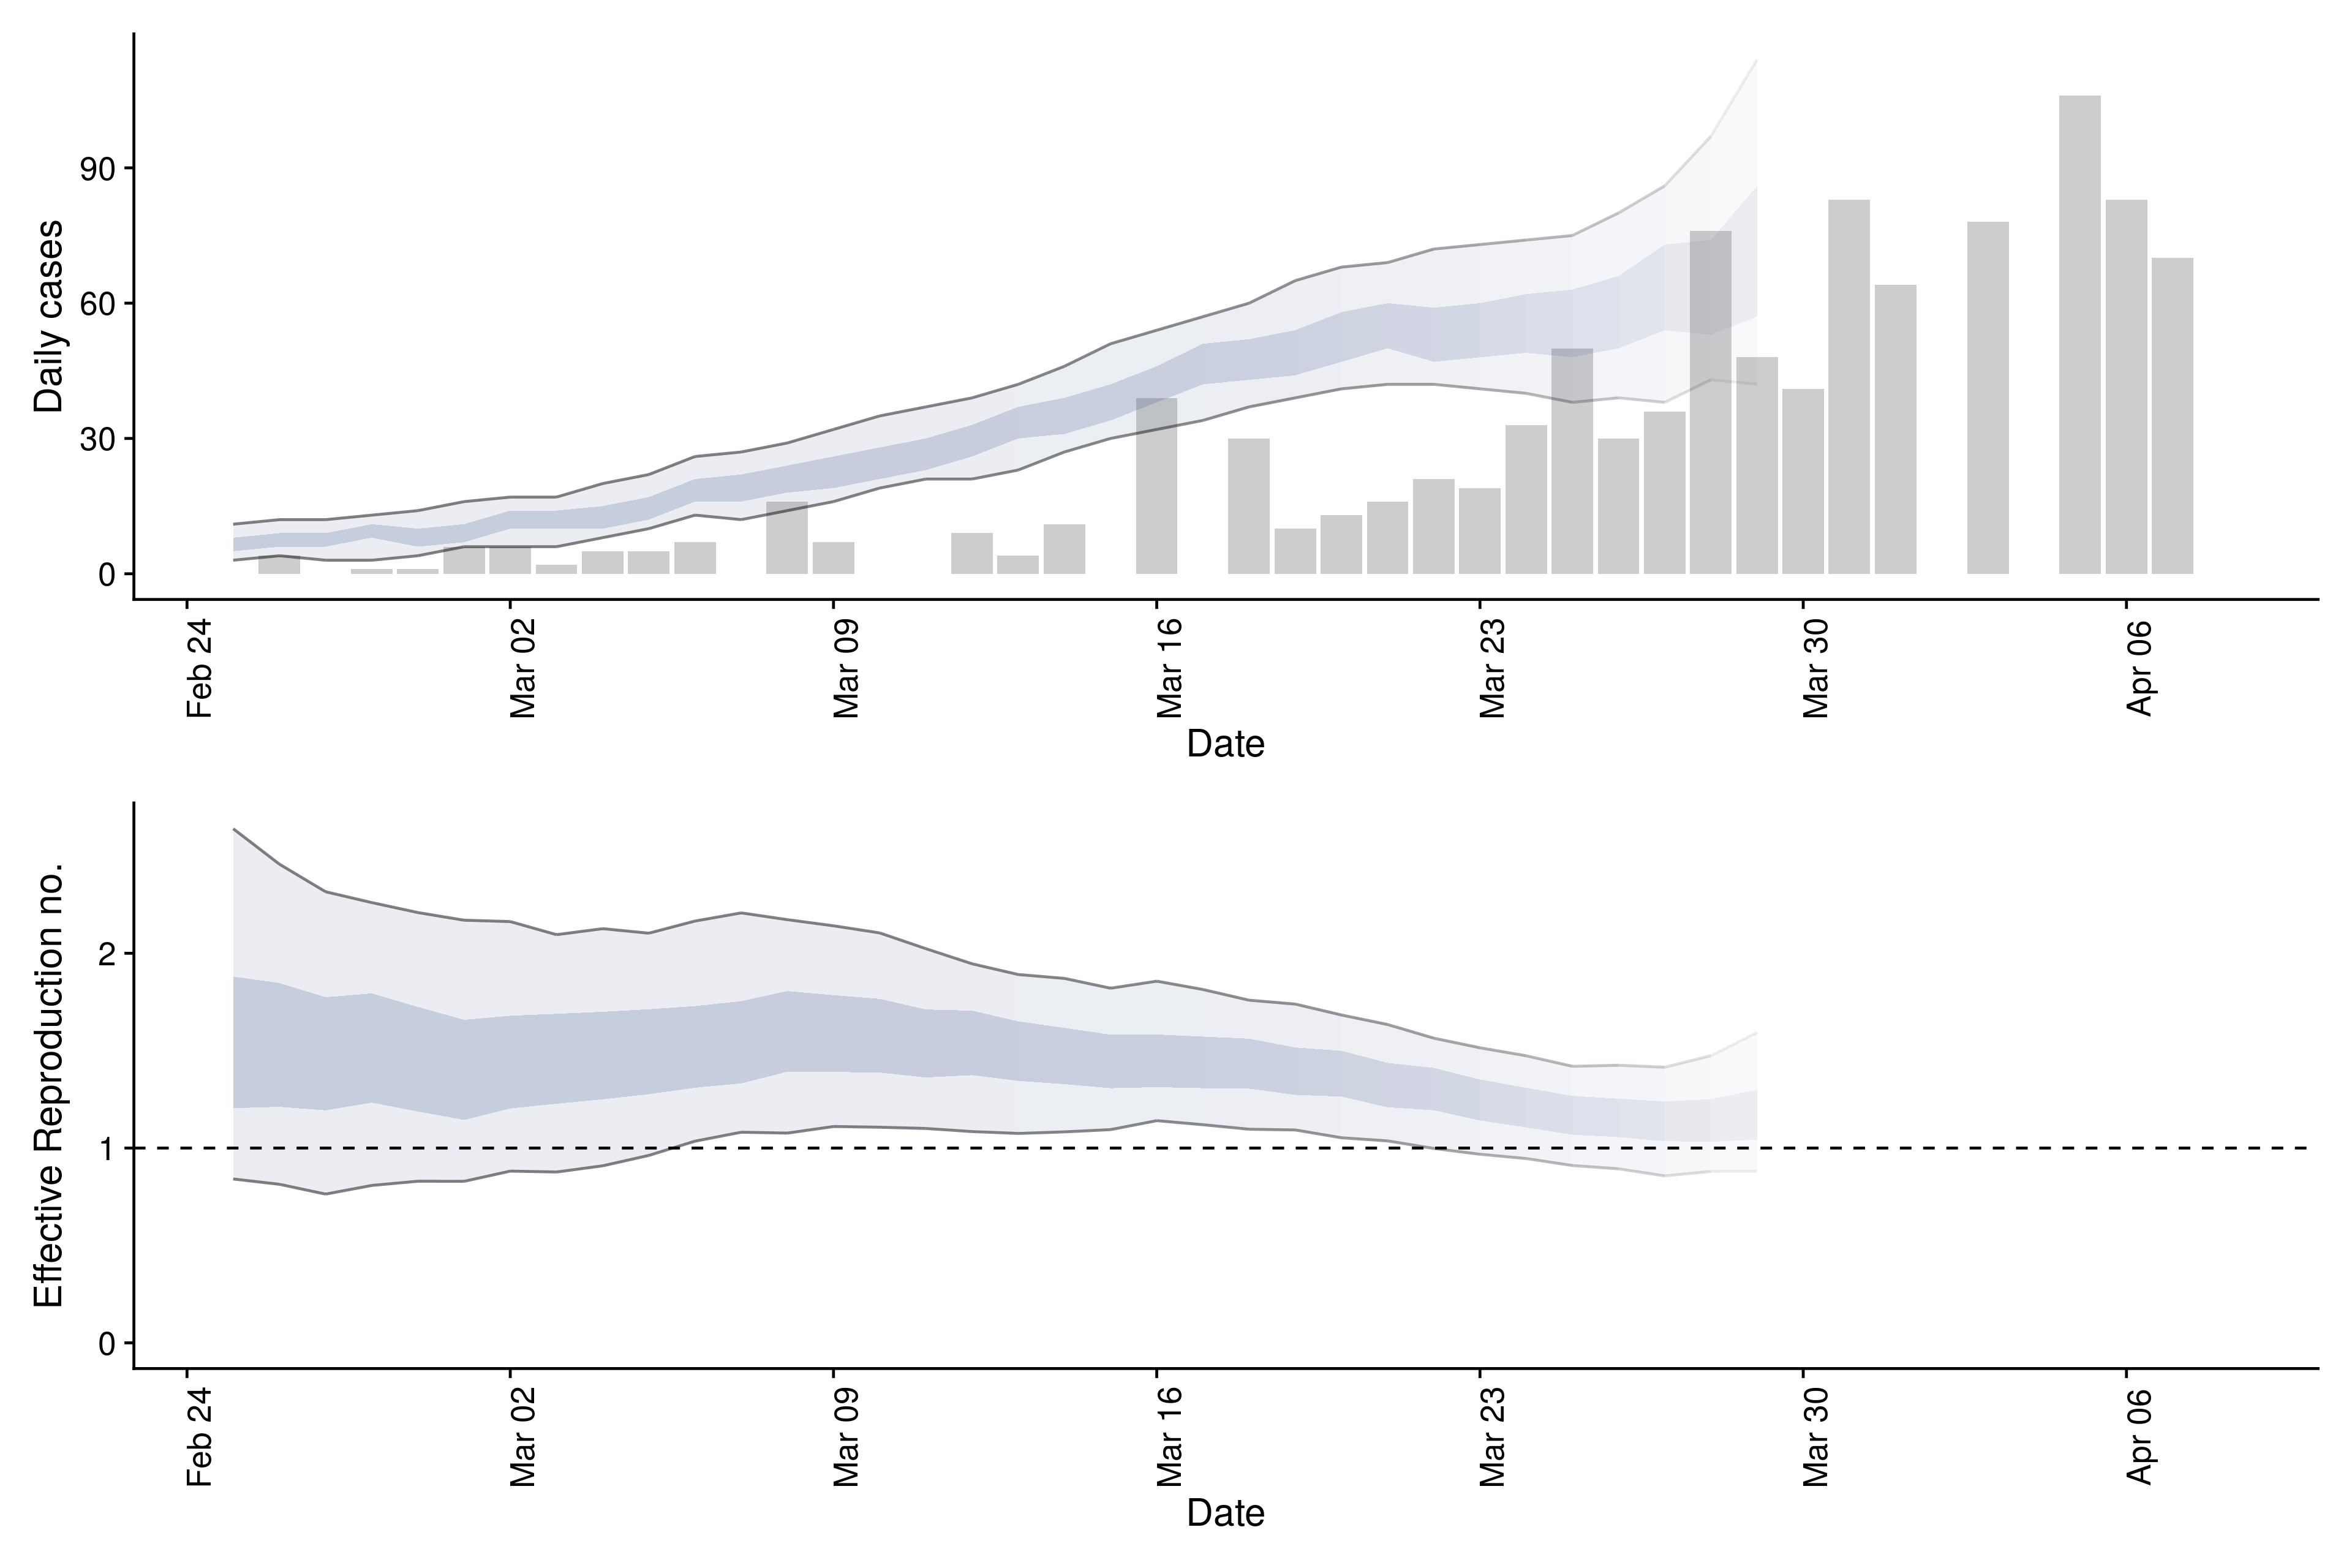 Daily cases
90
60
30
0
Feb 24
Mar 02
Mar 09
Mar 16
Mar 23
Mar 30
Apr 06
Date
Effective Reproduction no.
2
1
0
Feb 24
Mar 02
Mar 09
Mar 16
Mar 23
Mar 30
Apr 06
Date